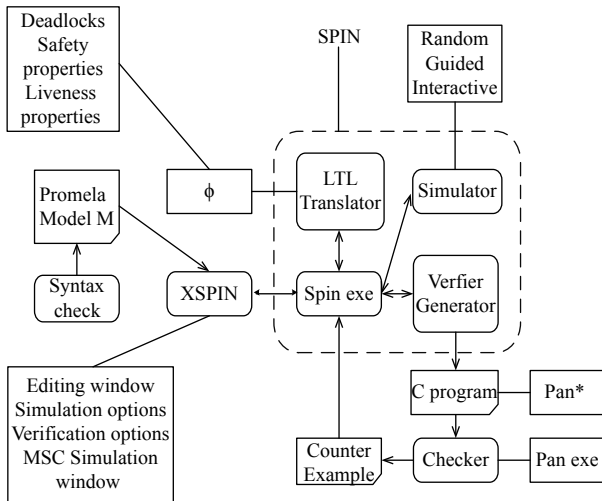 Deadlocks
Safety
properties
Liveness
properties
SPIN
Random
Guided
Interactive
Promela
Model M
ϕ
LTL
Translator
Simulator
Syntax
check
XSPIN
Spin exe
Verfier
Generator
Editing window
Simulation options
Verification options
MSC Simulation
window
C program
Pan*
Counter
Example
Checker
Pan exe